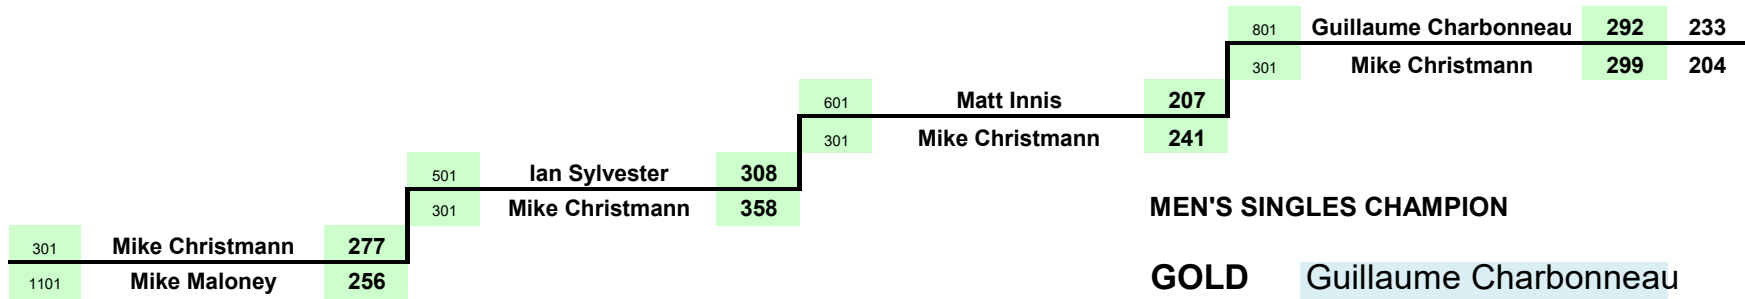 801 Guillaume Charbonneau 292 233
301 Mike Christmann 299 204
601 Matt Innis 207
301 Mike Christmann 241
501 Ian Sylvester 308
301 Mike Christmann 358
MEN'S SINGLES CHAMPION
301 Mike Christmann 277
1101 Mike Maloney 256
GOLD Guillaume Charbonneau